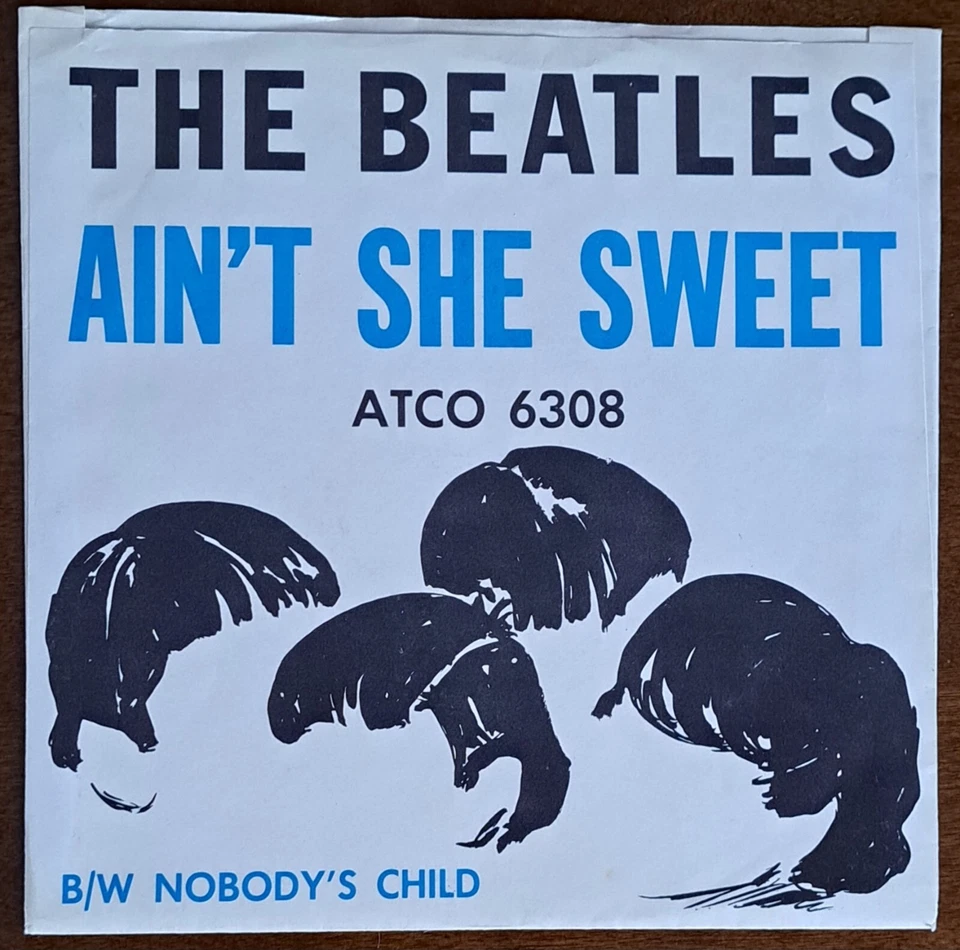 THE BEATLES
AIN'T SHE SWEET
ATCO 6308
B/W NOBODY'S CHILD